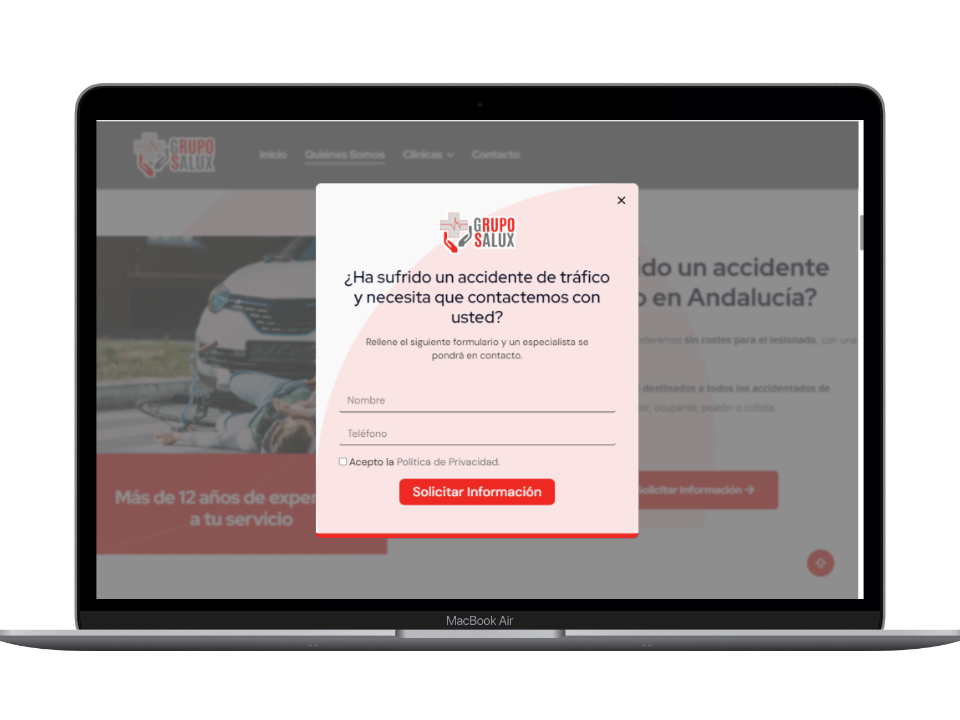 GRUPO
SALUX
Inicio Quiénes Somos Clínicas Contacto
×
GRUPO
SALUX
¿Ha sufrido un accidente de tráfico
y necesita que contactemos con
usted?
Rellene el siguiente formulario y un especialista se
pondrá en contacto.
Nombre
Teléfono
Acepto la Política de Privacidad.
Solicitar Información
do un accidente
o en Andalucía?
nderemos sin costes para el lesionado, con una
destinados a todos los accidentados de
or, ocupante, peatón o ciclista.
Solicitar Información →
Más de 12 años de exper
a tu servicio
MacBook Air